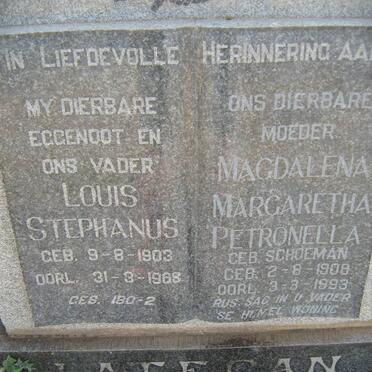 IN LIEFDEVOLLE HERINNERING AAN
MY DIERBARE
EGGENOOT EN
ONS VADER
LOUIS
STEPHANUS
GEB. 9-8-1903
OORL. 31-3-1968
GES. 180-2
ONS DIERBARE
MOEDER
MAGDALENA
MARGARETHA
PETRONELLA
GEB. SCHOEMAN
GEB. 2-8-1908
OORL. 3-3-1993
RUS SAG IN U VADER
SE HEMEL WONING